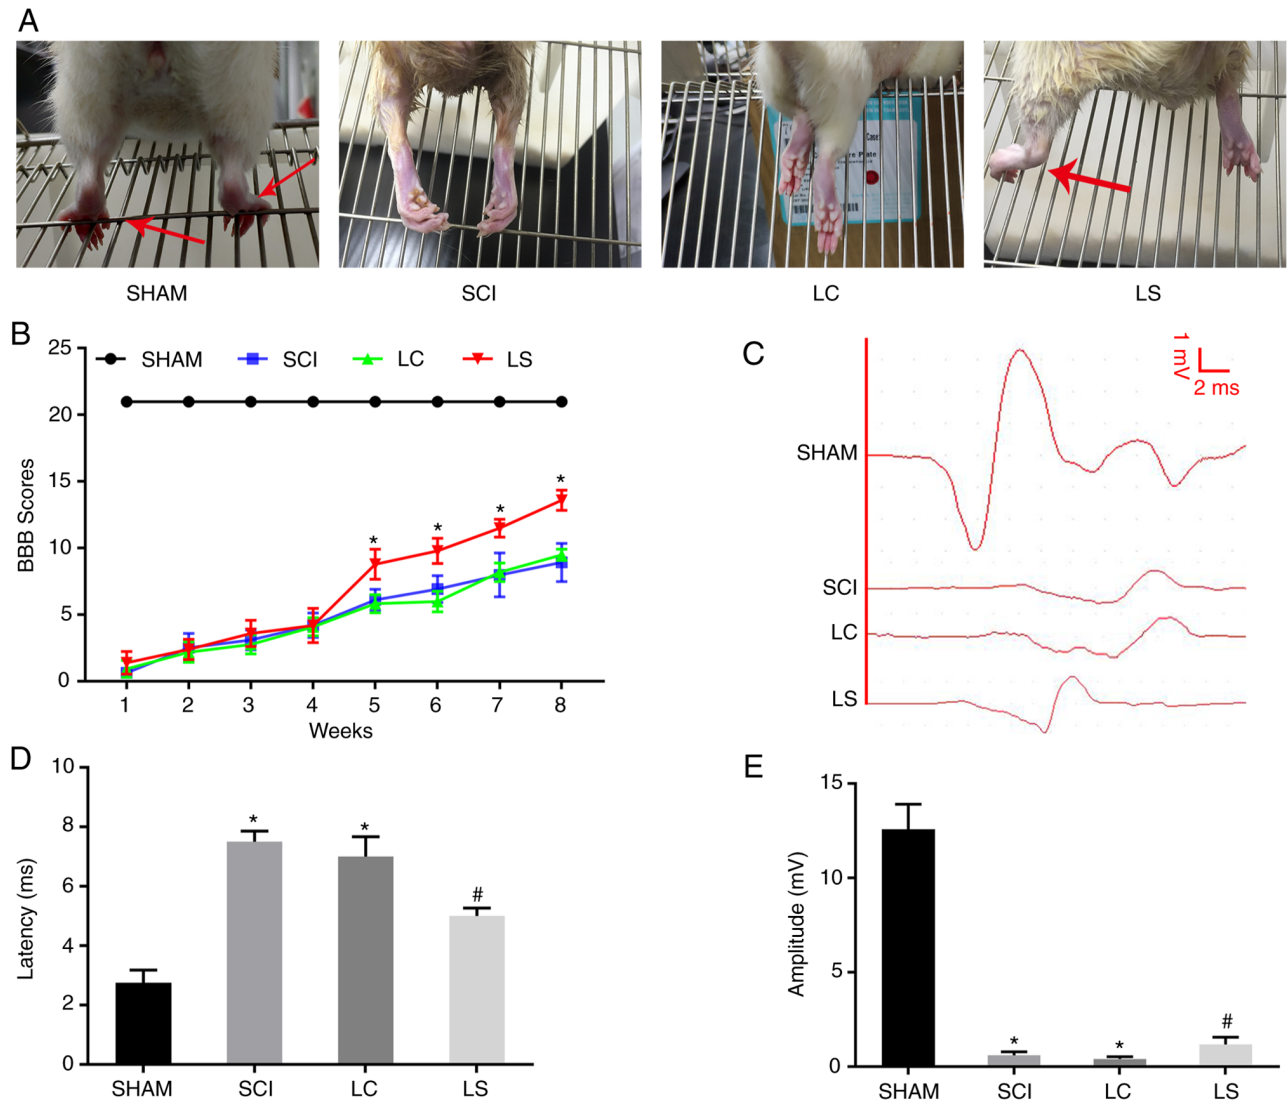 A
Case:
SHAM
SCI
LC
LS
B
25
20
15
10
5
0
BBB Scores
SHAM
SCI
LC
LS
*
*
*
*
1 2 3 4 5 6 7 8
Weeks
C
1 mV
2 ms
SHAM
SCI
LC
LS
D
10
8
6
4
2
0
Latency (ms)
*
*
#
SHAM
SCI
LC
LS
E
15
10
5
0
Amplitude (mV)
*
*
#
SHAM
SCI
LC
LS